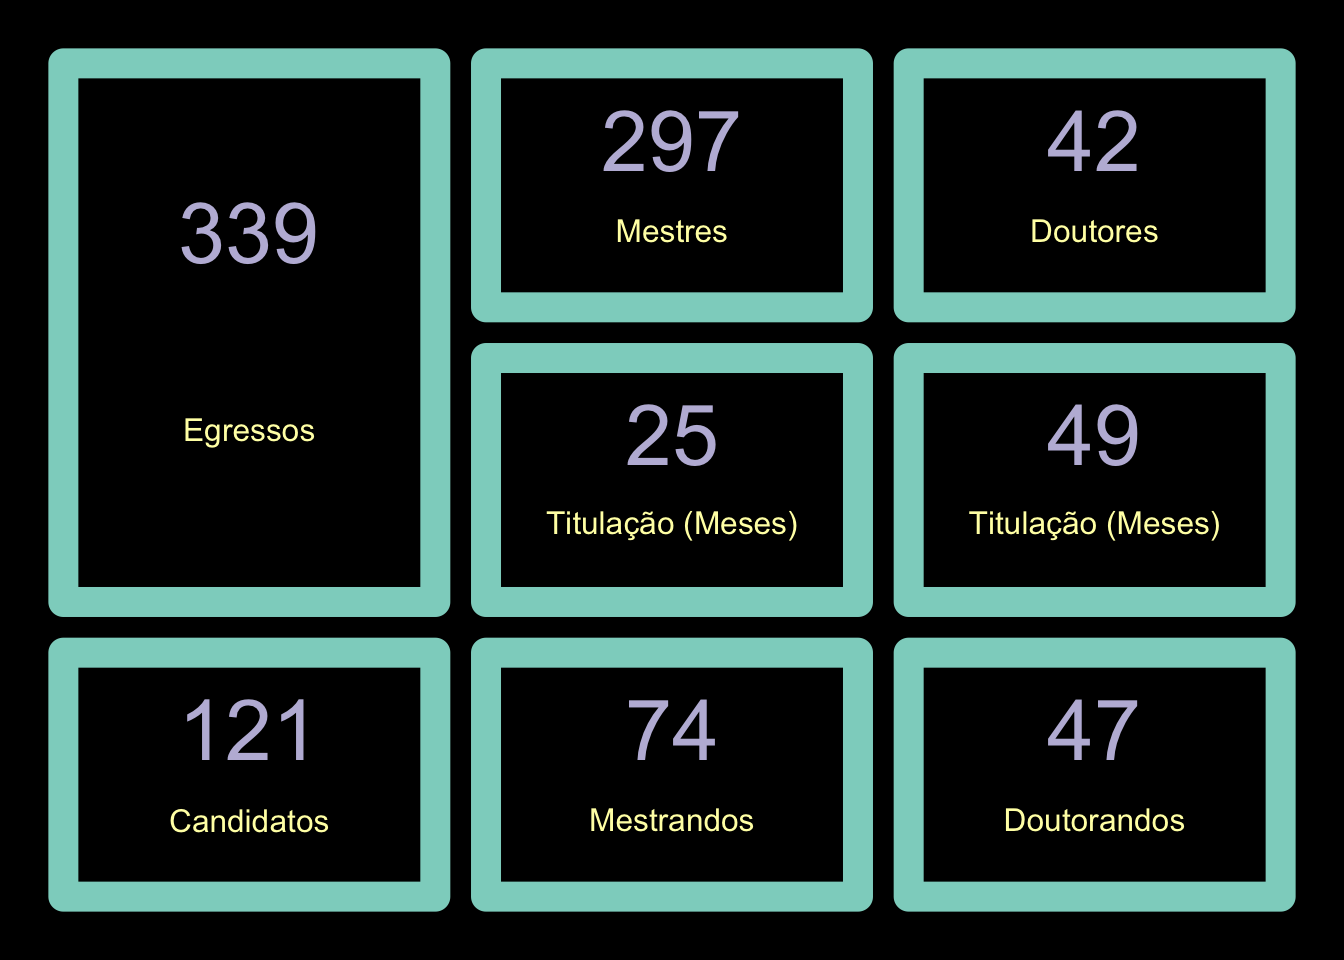 339
Egressos
297
Mestres
42
Doutores
25
Titulação (Meses)
49
Titulação (Meses)
121
Candidatos
74
Mestrandos
47
Doutorandos